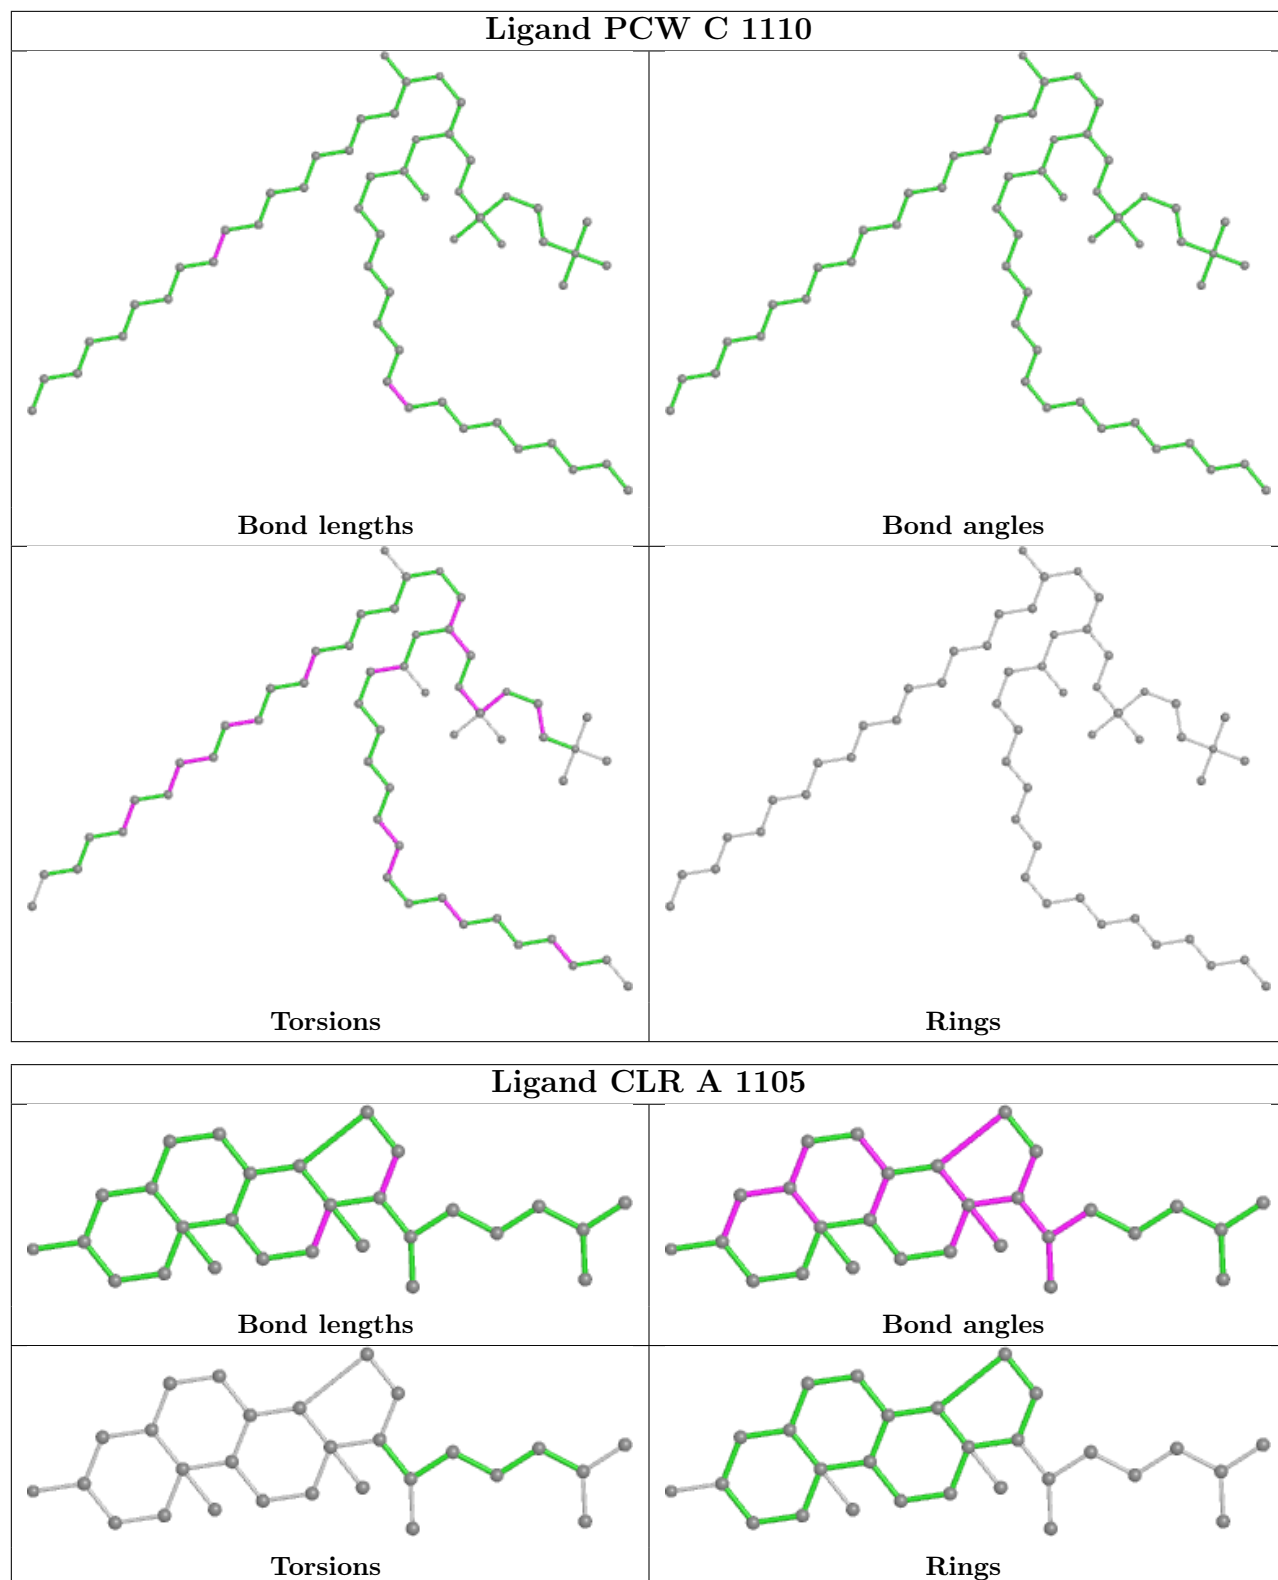 Ligand PCW C 1110
Bond lengths
Bond angles
Torsions
Rings
Ligand CLR A 1105
Bond lengths
Bond angles
Torsions
Rings